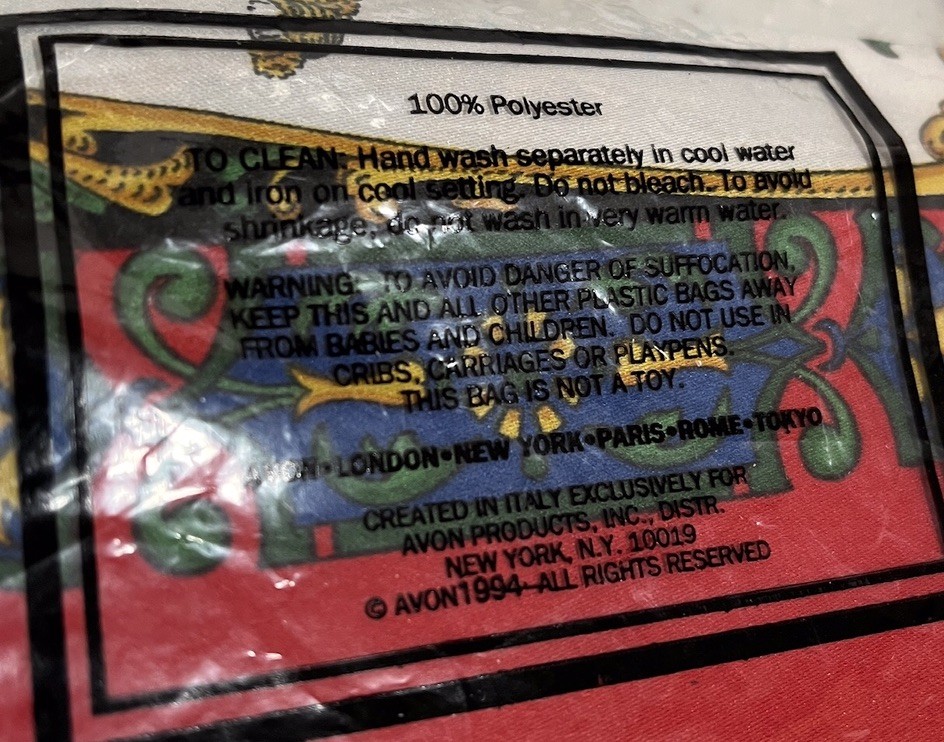 100% Polyester
TO CLEAN: Hand wash separately in cool water
and iron on cool setting. Do not bleach. To avoid
shrinkage, do not wash in very warm water.
WARNING: TO AVOID DANGER OF SUFFOCATION,
KEEP THIS AND ALL OTHER PLASTIC BAGS AWAY
FROM BABIES AND CHILDREN. DO NOT USE IN
CRIBS, CARRIAGES OR PLAYPENS.
THIS BAG IS NOT A TOY.
AVON•LONDON•NEW YORK•PARIS•ROME•TOKYO
CREATED IN ITALY EXCLUSIVELY FOR
AVON PRODUCTS, INC., DISTR.
NEW YORK, N.Y. 10019
© AVON 1994 ALL RIGHTS RESERVED